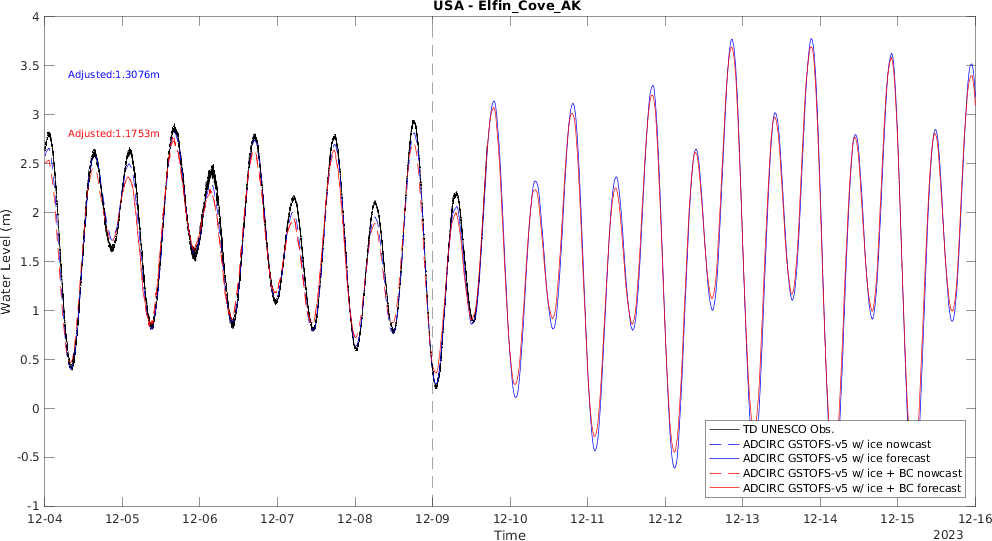 USA - Elfin_Cove_AK
Adjusted:1.3076m
Adjusted:1.1753m
Water Level (m)
4
3.5
3
2.5
2
1.5
1
0.5
0
-0.5
-1
TD UNESCO Obs.
ADCIRC GSTOFS-v5 w/ ice nowcast
ADCIRC GSTOFS-v5 w/ ice forecast
ADCIRC GSTOFS-v5 w/ ice + BC nowcast
ADCIRC GSTOFS-v5 w/ ice + BC forecast
12-04 12-05 12-06 12-07 12-08 12-09 12-10 12-11 12-12 12-13 12-14 12-15 12-16
Time
2023